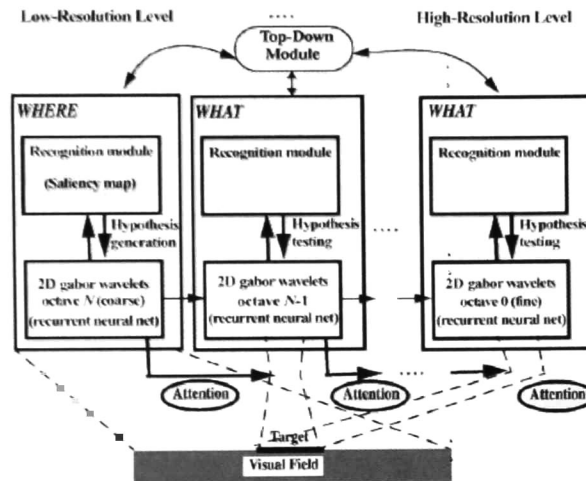 Low-Resolution Level
....
High-Resolution Level
Top-Down
Module
WHERE
Recognition module
(Saliency map)
Hypothesis
generation
2D gabor wavelets
octave N (coarse)
(recurrent neural net)
WHAT
Recognition module
Hypothesis
testing
2D gabor wavelets
octave N-1
(recurrent neural net)
....
WHAT
Recognition module
Hypothesis
testing
2D gabor wavelets
octave 0 (fine)
(recurrent neural net)
....
Attention
Attention
Attention
Target
Visual Field